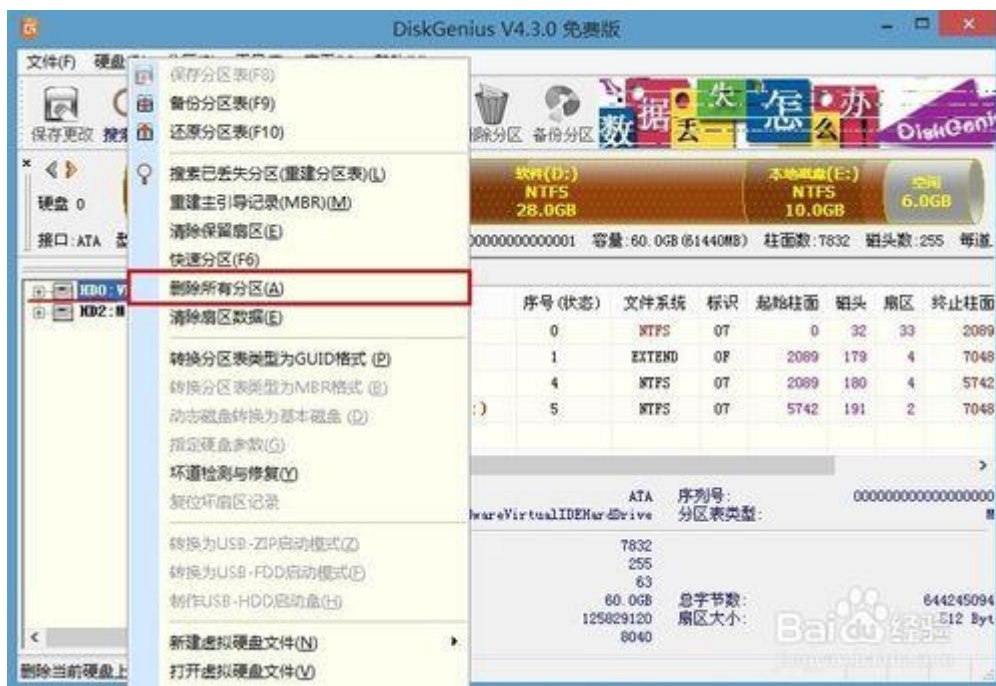 DiskGenius V4.3.0 免费版
文件(F) 硬盘
保存更改 搜索
除分区 备份分区
数据丢失怎么办
DiskGeni
硬盘 0
软件(D:)
NTFS
28.0GB
本地磁盘(E:)
NTFS
10.0GB
空闲
6.0GB
接口:ATA 型
00000000000001 容量:60.0GB(61440MB) 柱面数:7832 磁头数:255 每道
HD0:V
HD2:M
保存分区表(F8)
备份分区表(F9)
还原分区表(F10)
搜索已丢失分区(重建分区表)(L)
重建主引导记录(MBR)(M)
清除保留扇区(E)
快速分区(F6)
删除所有分区(A)
清除扇区数据(E)
转换分区表类型为GUID格式 (P)
转换分区表类型为MBR格式 (B)
动态磁盘转换为基本磁盘 (D)
指定硬盘参数(G)
坏道检测与修复(Y)
复位坏扇区记录
转换为USB-ZIP启动模式(Z)
转换为USB-FDD启动模式(F)
制作USB-HDD启动盘(H)
新建虚拟硬盘文件(N)
打开虚拟硬盘文件(V)
序号(状态) 文件系统 标识 起始柱面 磁头 扇区 终止柱面
0 NTFS 07 0 32 33 2089
1 EXTEND 0F 2089 179 4 7048
4 NTFS 07 2089 180 4 5742
:) 5 NTFS 07 5742 191 2 7048
ATA 序列号: 000000000000000000
wareVirtualIDEHardDrive 分区表类型: M
7832
255
63
60.0GB 总字节数: 644245094
125829120 扇区大小: 512 Byt
8040
Baidu 经验
删除当前硬盘上